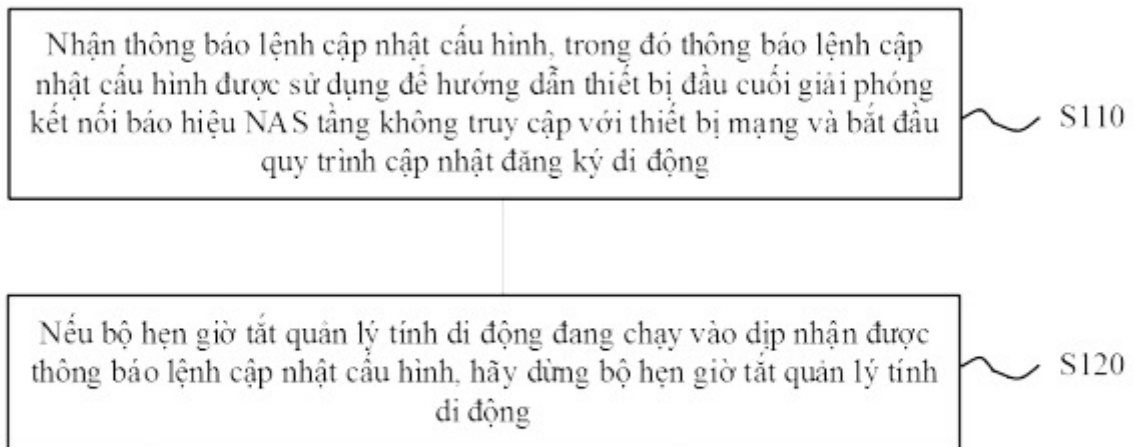 Nhận thông báo lệnh cập nhật cấu hình, trong đó thông báo lệnh cập
nhật cấu hình được sử dụng để hướng dẫn thiết bị đầu cuối giải phóng
kết nối báo hiệu NAS tầng không truy cập với thiết bị mạng và bắt đầu
quy trình cập nhật đăng ký di động
S110
Nếu bộ hẹn giờ tắt quản lý tính di động đang chạy vào dịp nhận được
thông báo lệnh cập nhật cấu hình, hãy dừng bộ hẹn giờ tắt quản lý tính
di động
S120